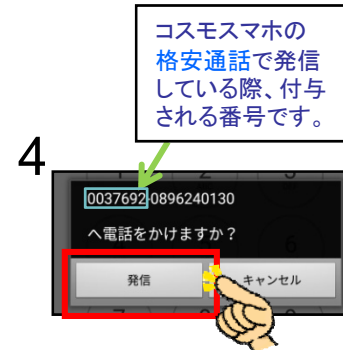 コスモスマホの
格安通話で発信
している際、付与
される番号です。
4
0037692-0896240130
へ電話をかけますか？
発信 キャンセル